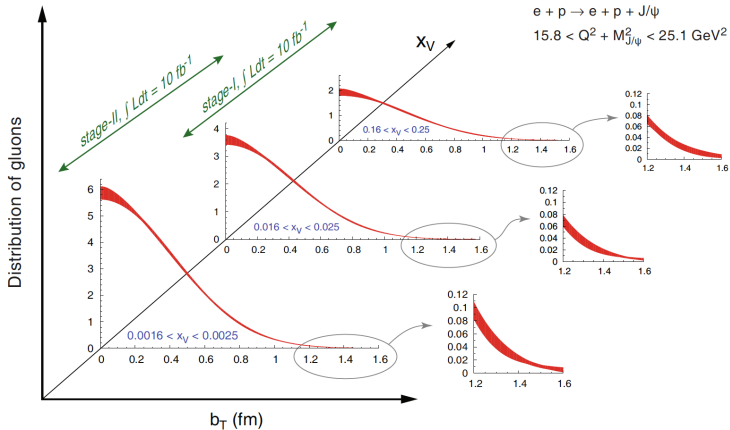 e + p → e + p + J/ψ
15.8 < Q² + M²J/ψ < 25.1 GeV²
Distribution of gluons
stage-II, ∫ Ldt = 10 fb⁻¹
stage-I, ∫ Ldt = 10 fb⁻¹
xV
2
1
0
0.16 < xV < 0.25
0 0.2 0.4 0.6 0.8 1 1.2 1.4 1.6
0.12
0.1
0.08
0.06
0.04
0.02
0
1.2 1.4 1.6
4
3
2
1
0
0.016 < xV < 0.025
0 0.2 0.4 0.6 0.8 1 1.2 1.4 1.6
0.12
0.1
0.08
0.06
0.04
0.02
0
1.2 1.4 1.6
6
5
4
3
2
1
0
0.0016 < xV < 0.0025
0 0.2 0.4 0.6 0.8 1 1.2 1.4 1.6
0.12
0.1
0.08
0.06
0.04
0.02
0
1.2 1.4 1.6
bT (fm)